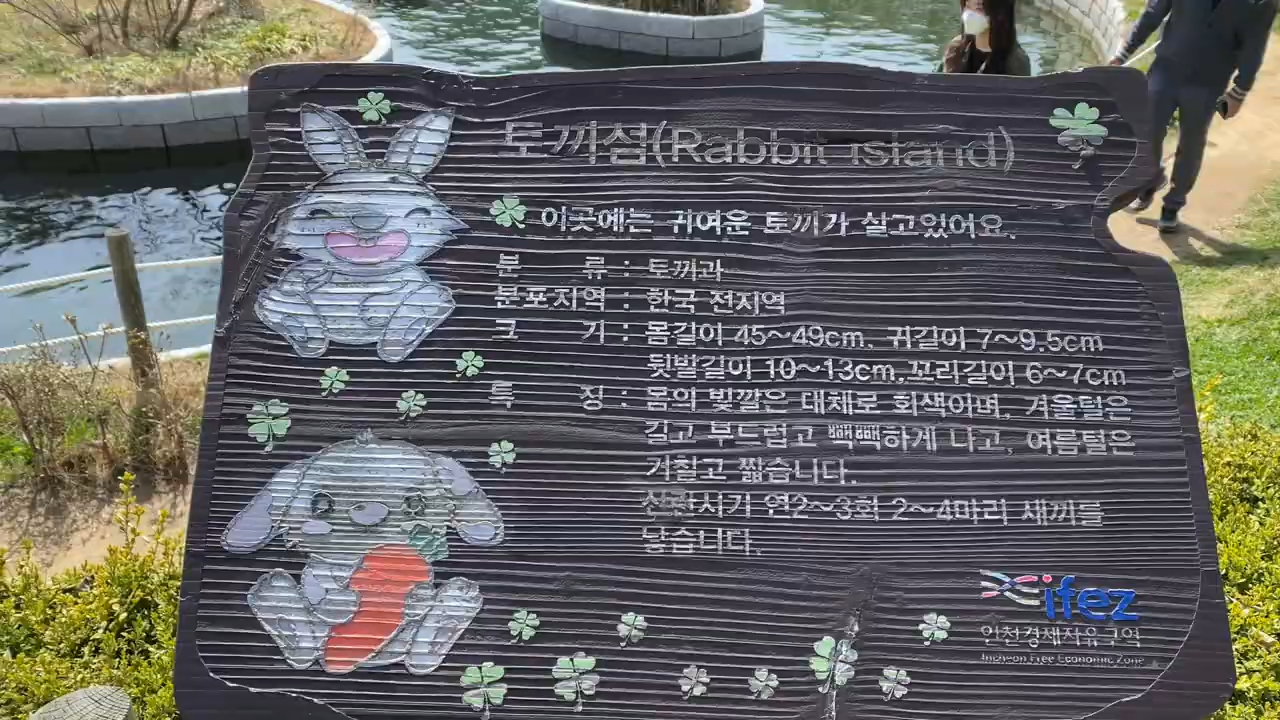 토끼섬(Rabbit island)
이곳에는 귀여운 토끼가 살고있어요.
분 류 : 토끼과
분포지역 : 한국 전지역
크 기 : 몸길이 45~49cm, 귀길이 7~9.5cm
뒷발길이 10~13cm,꼬리길이 6~7cm
특 징 : 몸의 빛깔은 대체로 회색이며, 겨울털은
길고 부드럽고 빽빽하게 나고, 여름털은
거칠고 짧습니다.
산란시기 연2~3회 2~4마리 새끼를
낳습니다.
ifez
인천경제자유구역
Incheon Free Economic Zone